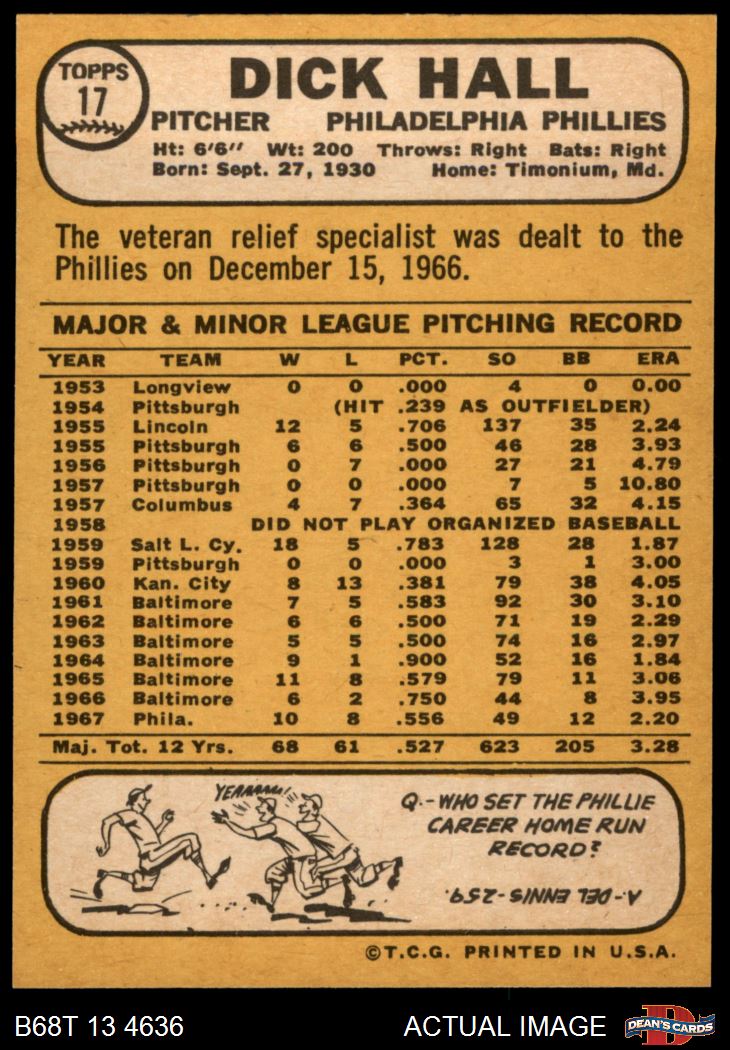 TOPPS
17
DICK HALL
PITCHER PHILADELPHIA PHILLIES
Ht: 6'6" Wt: 200 Throws: Right Bats: Right
Born: Sept. 27, 1930 Home: Timonium, Md.
The veteran relief specialist was dealt to the
Phillies on December 15, 1966.
MAJOR & MINOR LEAGUE PITCHING RECORD
YEAR TEAM W L PCT. SO BB ERA
1953 Longview 0 0 .000 4 0 0.00
1954 Pittsburgh (HIT .239 AS OUTFIELDER)
1955 Lincoln 12 5 .706 137 35 2.24
1955 Pittsburgh 6 6 .500 46 28 3.93
1956 Pittsburgh 0 7 .000 27 21 4.79
1957 Pittsburgh 0 0 .000 7 5 10.80
1957 Columbus 4 7 .364 65 32 4.15
1958 DID NOT PLAY ORGANIZED BASEBALL
1959 Salt L. Cy. 18 5 .783 128 28 1.87
1959 Pittsburgh 0 0 .000 3 1 3.00
1960 Kan. City 8 13 .381 79 38 4.05
1961 Baltimore 7 5 .583 92 30 3.10
1962 Baltimore 6 6 .500 71 19 2.29
1963 Baltimore 5 5 .500 74 16 2.97
1964 Baltimore 9 1 .900 52 16 1.84
1965 Baltimore 11 8 .579 79 11 3.06
1966 Baltimore 6 2 .750 44 8 3.95
1967 Phila. 10 8 .556 49 12 2.20
Maj. Tot. 12 Yrs. 68 61 .527 623 205 3.28
YEAAAAAA!
Q.-WHO SET THE PHILLIE
CAREER HOME RUN
RECORD?
A.-DEL ENNIS-259.
©T.C.G. PRINTED IN U.S.A.
B68T 13 4636 ACTUAL IMAGE
D
DEAN'S CARDS